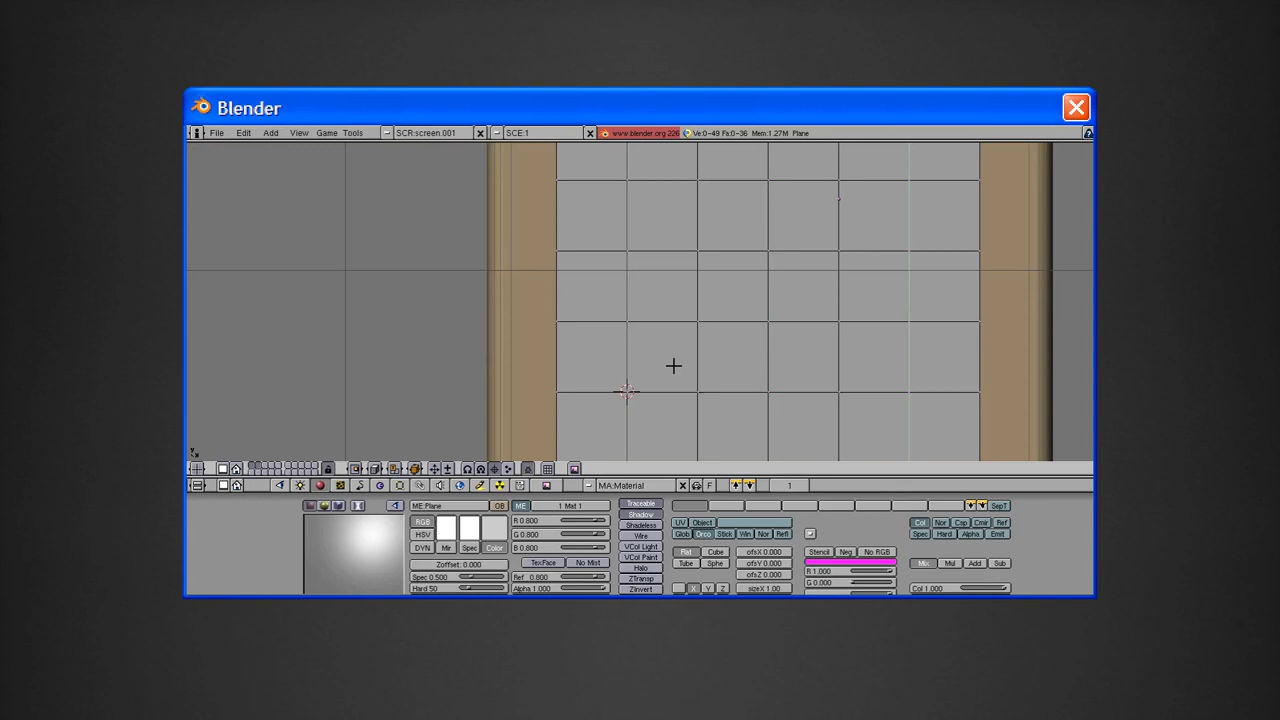 Blender
File Edit Add View Game Tools SCR:screen.001 SCE:1 www.blender.org 226 Ve:0-49 Fa:0-36 Mem:1.27M Plane
MA:Material F 1
ME:Plane OB ME 1 Mat 1 Traceable SepT
RGB R 0.800 Shadow UV Object Col Nor Csp Cmir Ref
HSV G 0.800 Shadeless Glob Orco Stick Win Nor Refl Spec Hard Alpha Emit
DYN Mir Spec Color B 0.800 Wire
VCol Light Flat Cube ofsX 0.000 Stencil Neg No RGB
Zoffset: 0.000 TexFace No Mist VCol Paint Tube Sphe ofsY 0.000 Mix Mul Add Sub
Spec 0.500 Ref 0.800 Halo ofsZ 0.000 R 1.000
ZTransp G 0.000
Hard 50 Alpha 1.000 ZInvert X Y Z sizeX 1.00 Col 1.000